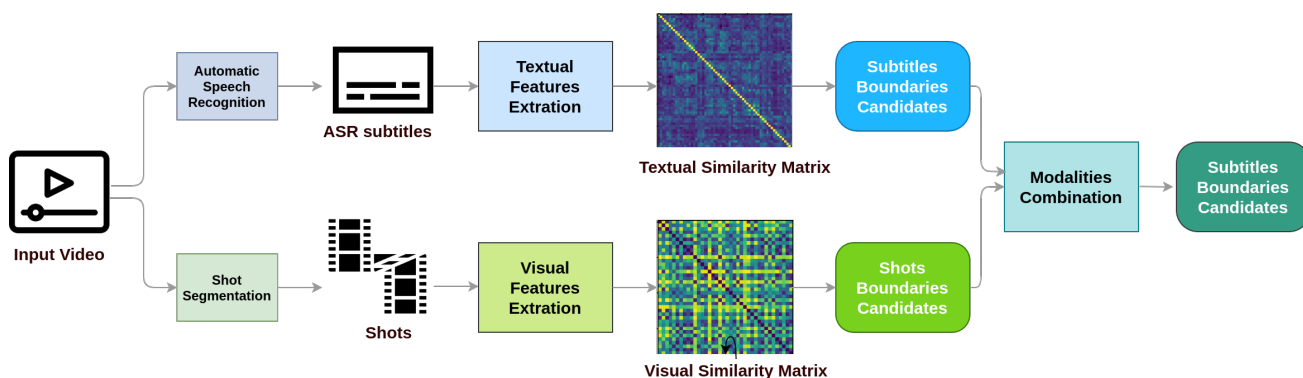 Automatic
Speech
Recognition
ASR subtitles
Textual
Features
Extration
Textual Similarity Matrix
Subtitles
Boundaries
Candidates
Input Video
Shot
Segmentation
Shots
Visual
Features
Extration
Visual Similarity Matrix
Shots
Boundaries
Candidates
Modalities
Combination
Subtitles
Boundaries
Candidates